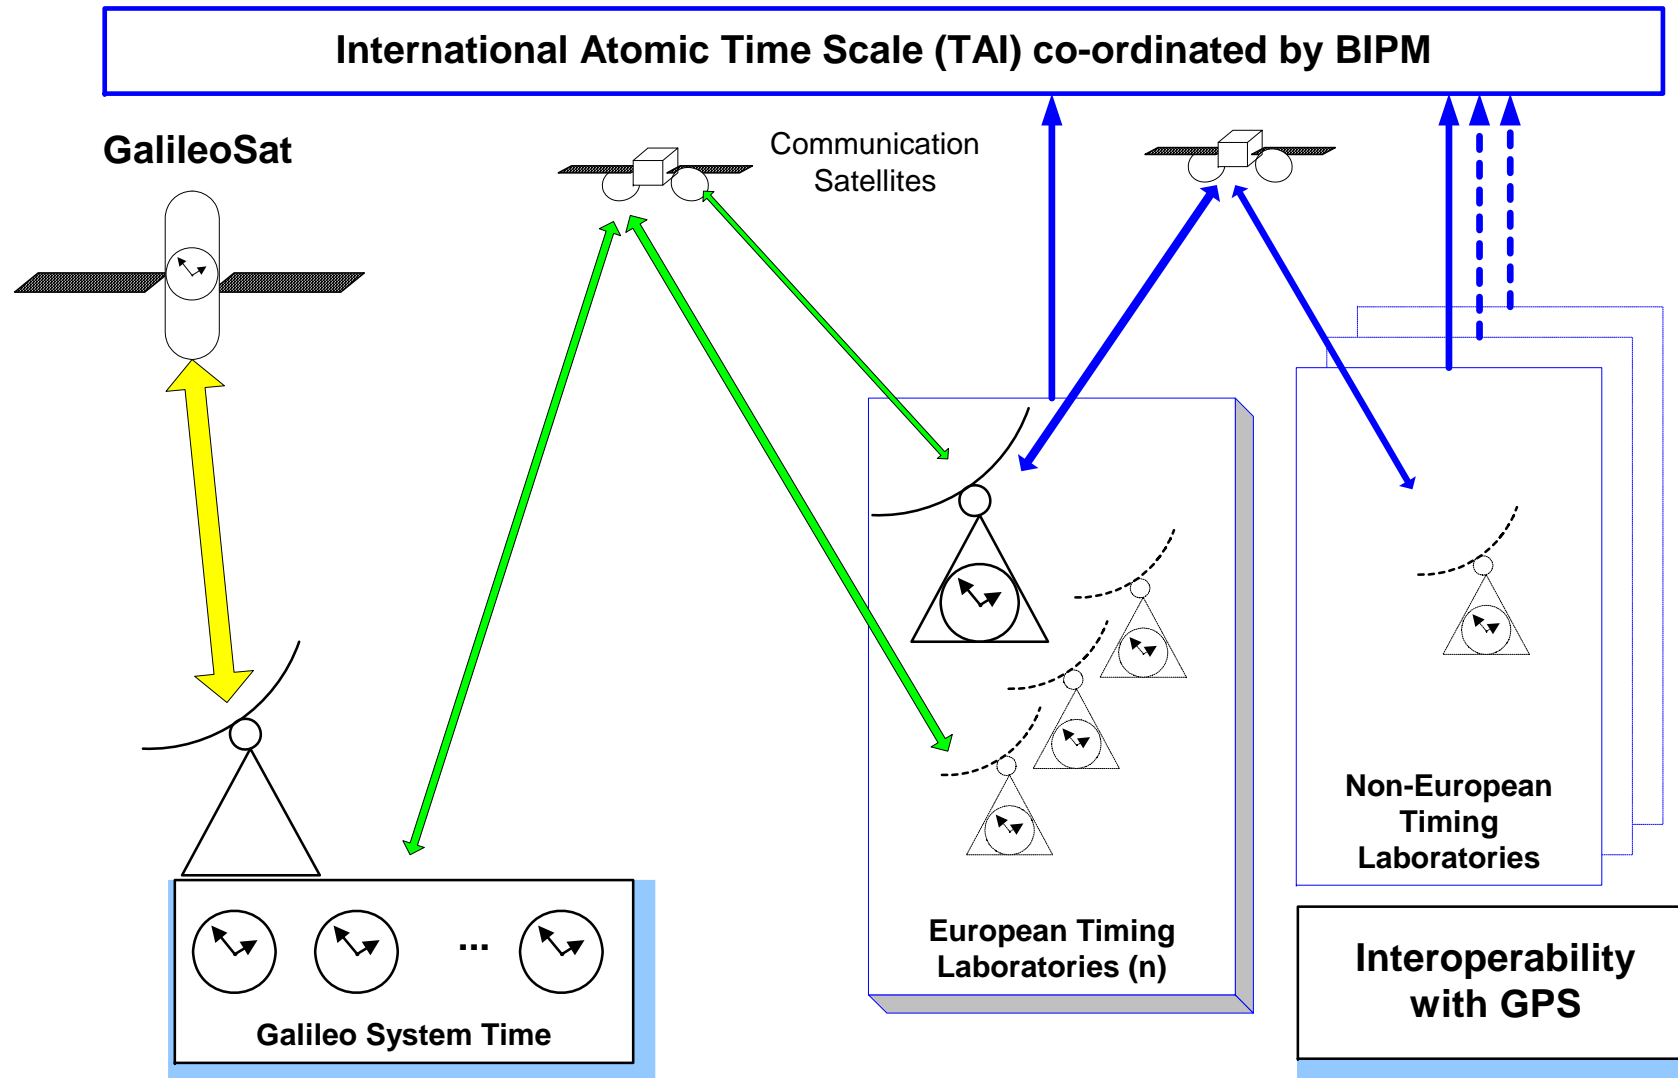 International Atomic Time Scale (TAI) co-ordinated by BIPM
GalileoSat
Communication
Satellites
Non-European
Timing
Laboratories
European Timing
Laboratories (n)
Interoperability
with GPS
...
Galileo System Time